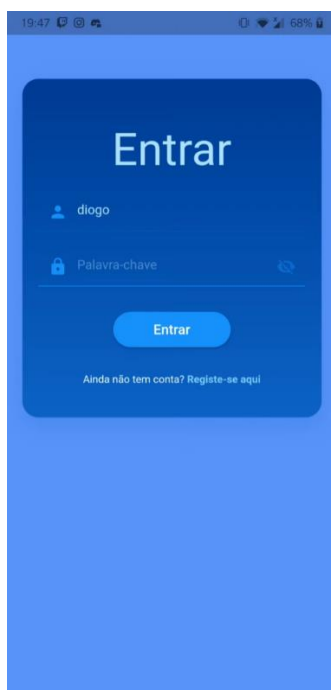 19:47 68%
Entrar
diogo
Palavra-chave
Entrar
Ainda não tem conta? Registe-se aqui